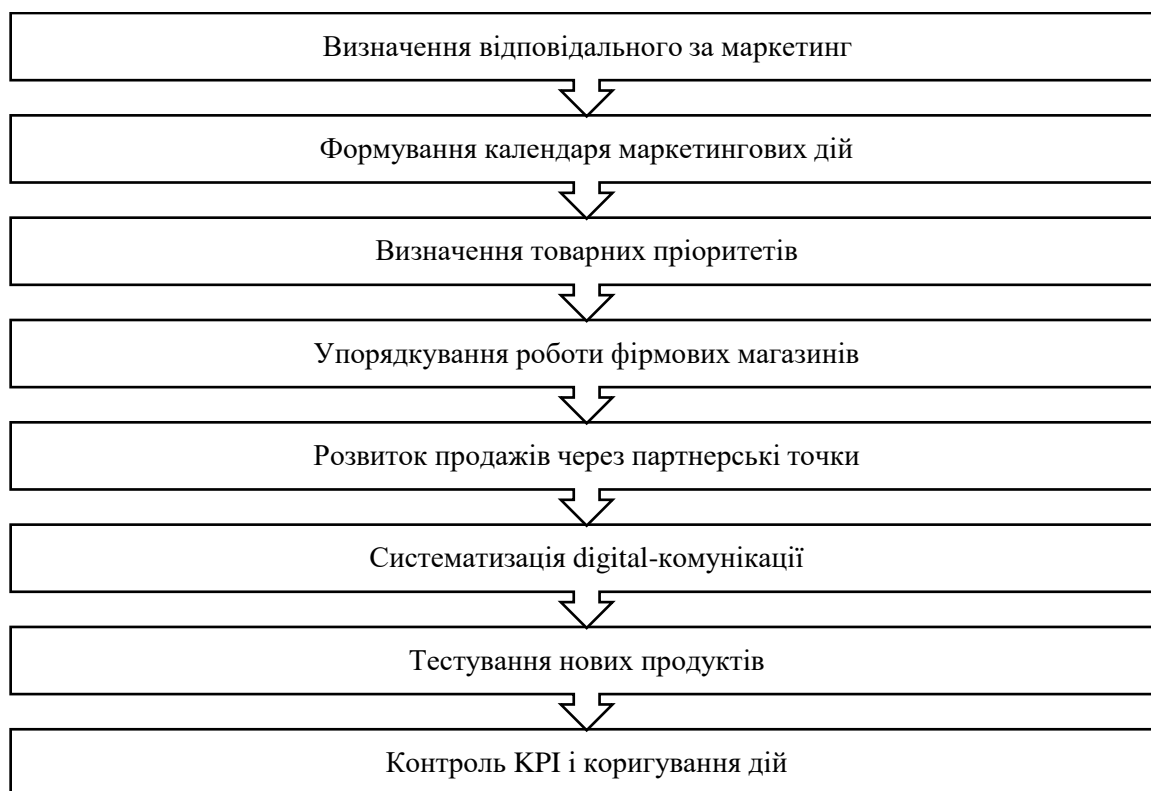 Визначення відповідального за маркетинг
Формування календаря маркетингових дій
Визначення товарних пріоритетів
Упорядкування роботи фірмових магазинів
Розвиток продажів через партнерські точки
Систематизація digital-комунікації
Тестування нових продуктів
Контроль KPI і коригування дій